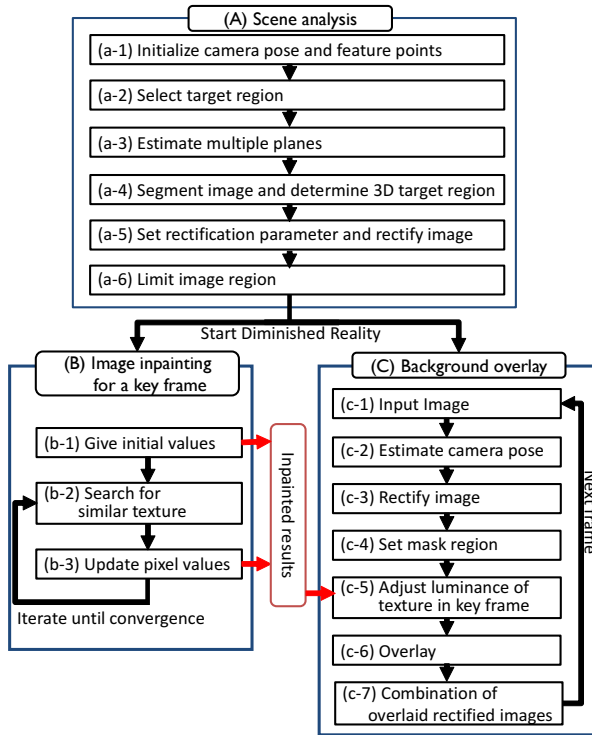 (A) Scene analysis
(a-1) Initialize camera pose and feature points
(a-2) Select target region
(a-3) Estimate multiple planes
(a-4) Segment image and determine 3D target region
(a-5) Set rectification parameter and rectify image
(a-6) Limit image region
Start Diminished Reality
(B) Image inpainting
for a key frame
(b-1) Give initial values
(b-2) Search for
similar texture
(b-3) Update pixel values
Iterate until convergence
Inpainted results
(C) Background overlay
(c-1) Input Image
(c-2) Estimate camera pose
(c-3) Rectify image
(c-4) Set mask region
(c-5) Adjust luminance of
texture in key frame
(c-6) Overlay
(c-7) Combination of
overlaid rectified images
Next frame